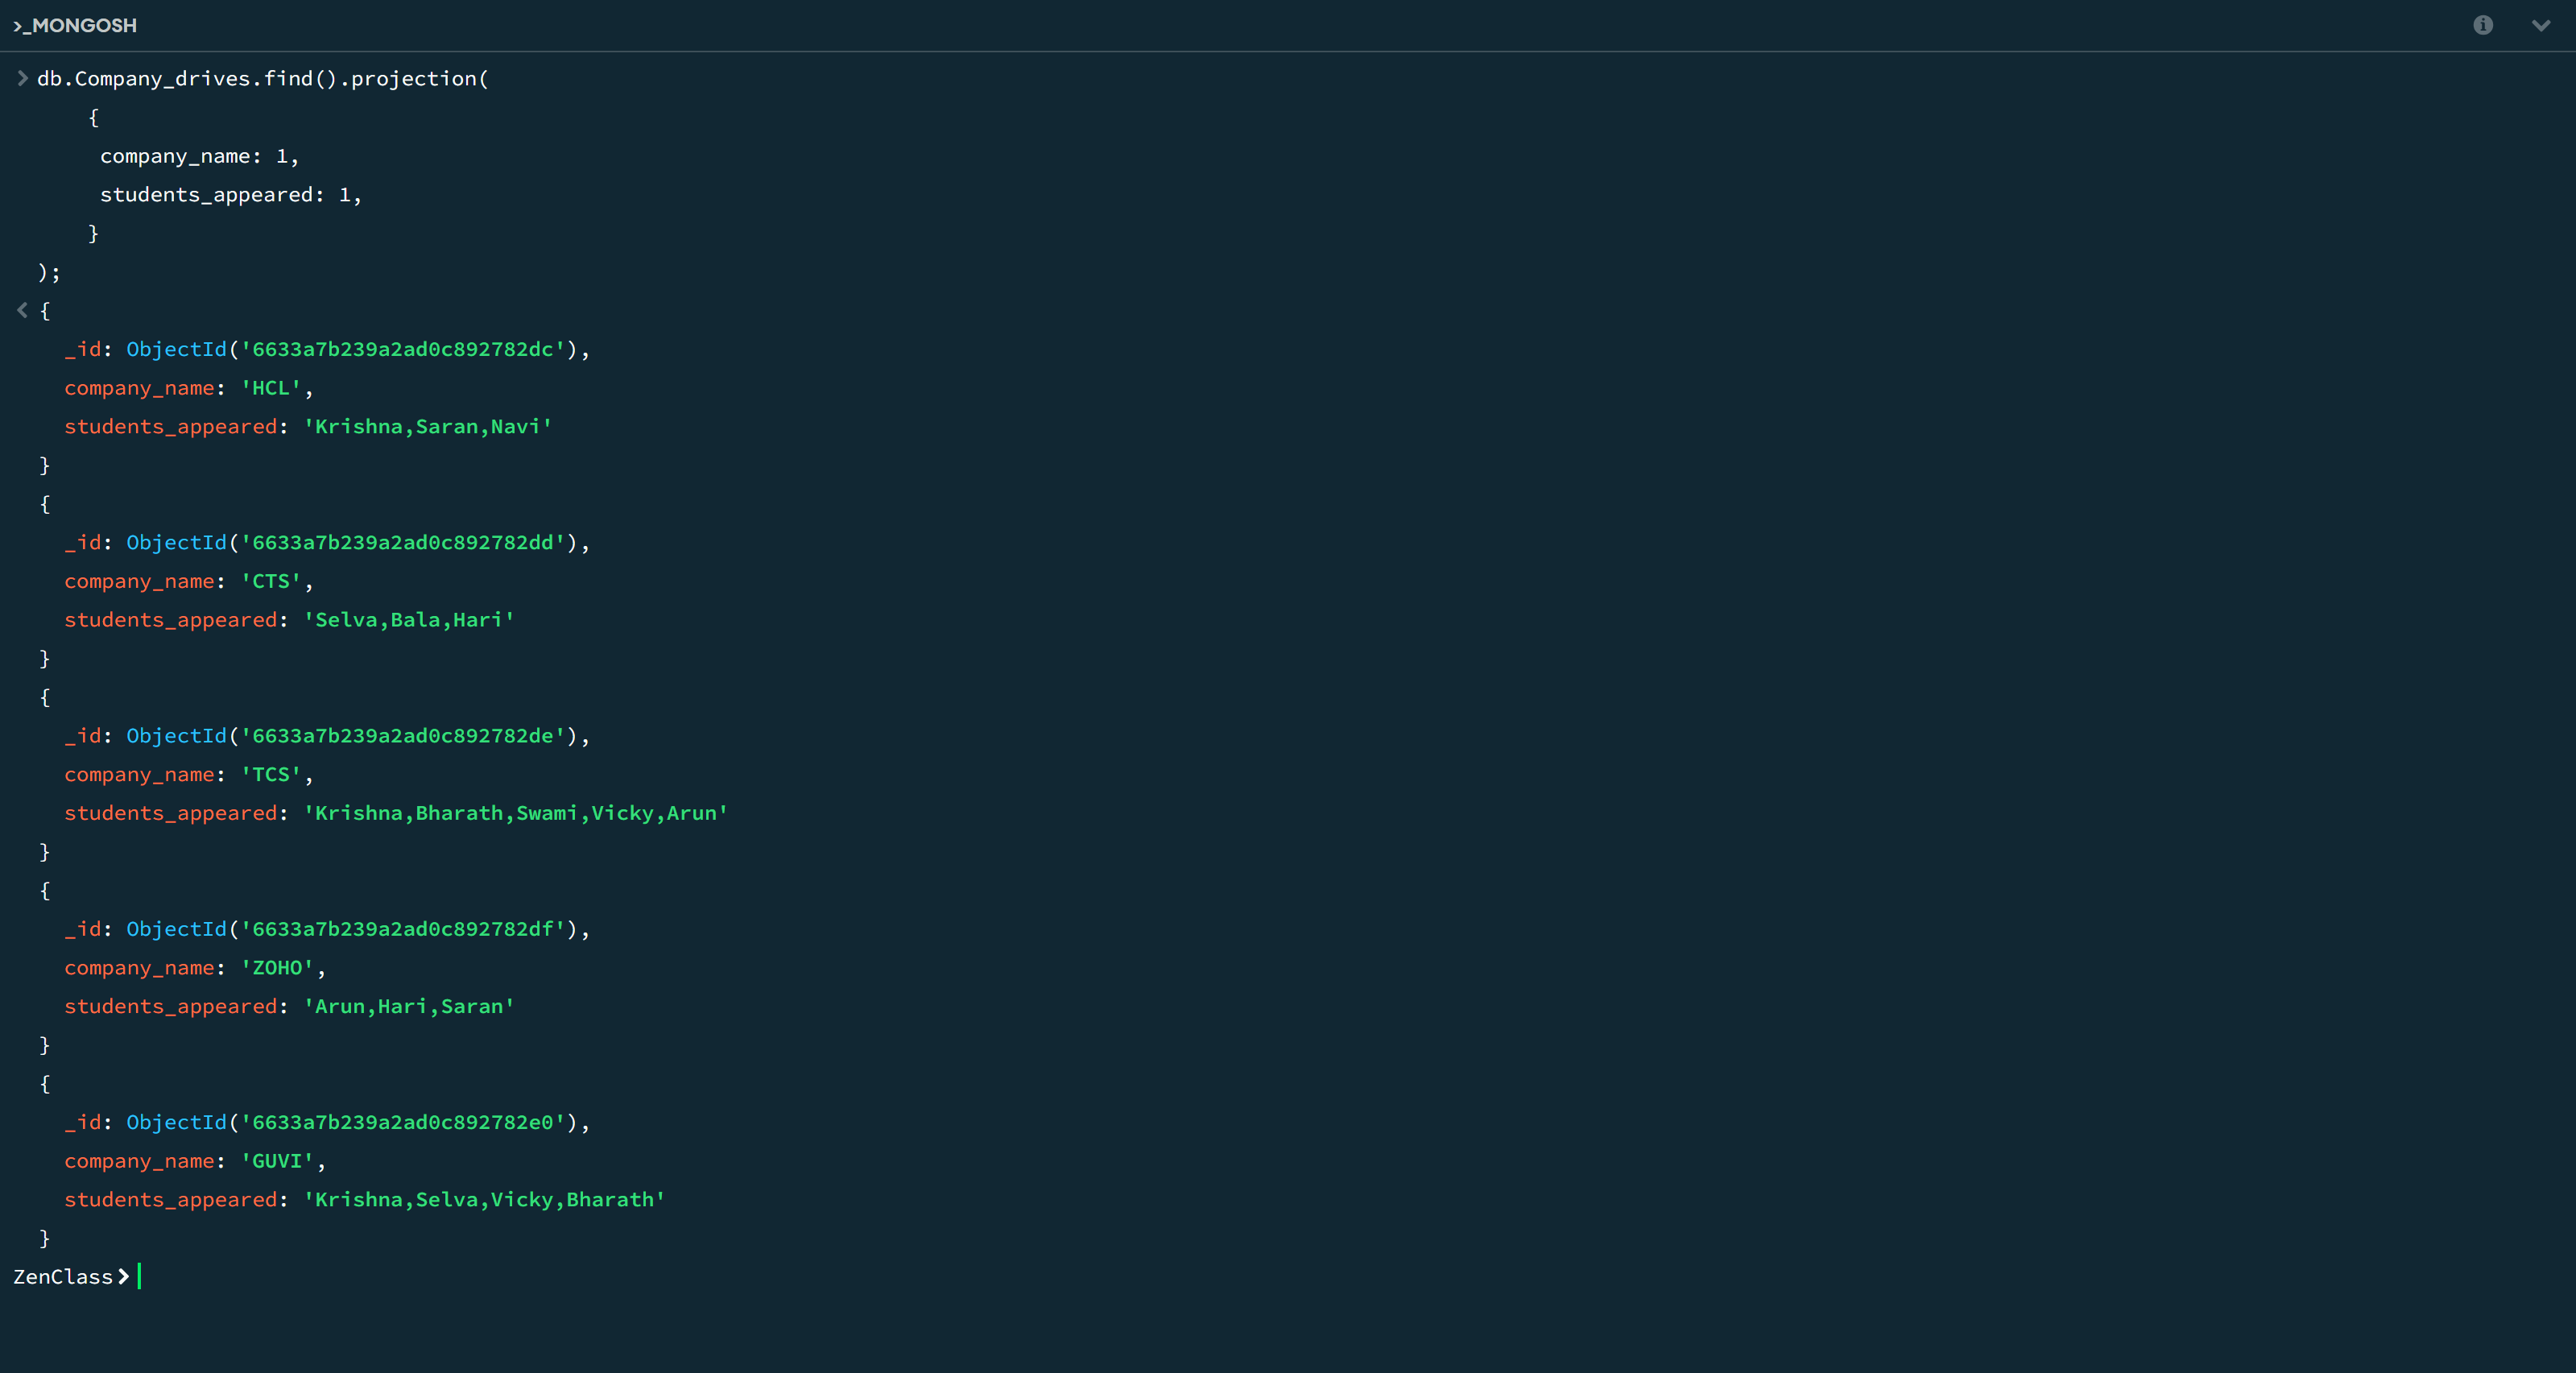 >_MONGOSH
> db.Company_drives.find().projection(
{
company_name: 1,
students_appeared: 1,
}
);
< {
_id: ObjectId('6633a7b239a2ad0c892782dc'),
company_name: 'HCL',
students_appeared: 'Krishna,Saran,Navi'
}
{
_id: ObjectId('6633a7b239a2ad0c892782dd'),
company_name: 'CTS',
students_appeared: 'Selva,Bala,Hari'
}
{
_id: ObjectId('6633a7b239a2ad0c892782de'),
company_name: 'TCS',
students_appeared: 'Krishna,Bharath,Swami,Vicky,Arun'
}
{
_id: ObjectId('6633a7b239a2ad0c892782df'),
company_name: 'ZOHO',
students_appeared: 'Arun,Hari,Saran'
}
{
_id: ObjectId('6633a7b239a2ad0c892782e0'),
company_name: 'GUVI',
students_appeared: 'Krishna,Selva,Vicky,Bharath'
}
ZenClass>